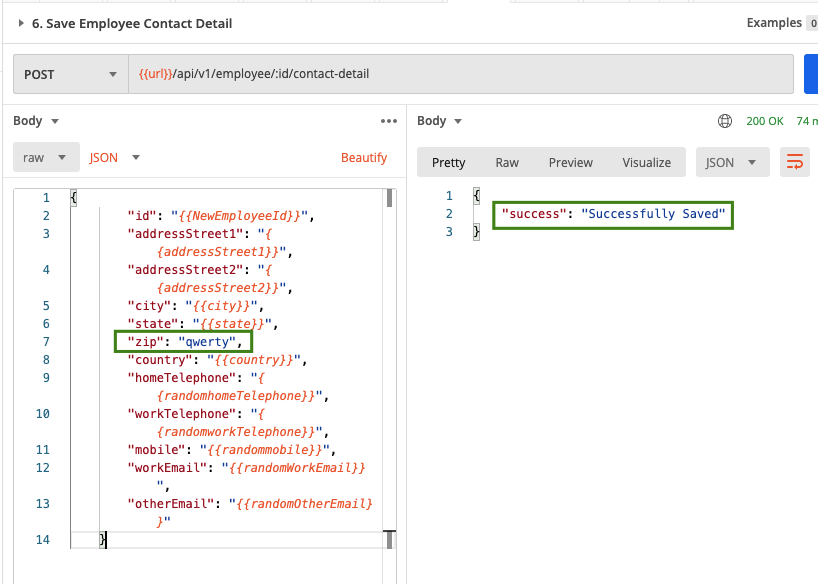 6. Save Employee Contact Detail
Examples 0
POST
{{url}}/api/v1/employee/:id/contact-detail
Body
raw
JSON
Beautify
1 {
2 "id": "{{NewEmployeeId}}",
3 "addressStreet1": "{
{addressStreet1}}",
4 "addressStreet2": "{
{addressStreet2}}",
5 "city": "{{city}}",
6 "state": "{{state}}",
7 "zip": "qwerty",
8 "country": "{{country}}",
9 "homeTelephone": "{
{randomhomeTelephone}}",
10 "workTelephone": "{
{randomworkTelephone}}",
11 "mobile": "{{randommobile}}",
12 "workEmail": "{{randomWorkEmail}}
",
13 "otherEmail": "{{randomOtherEmail}
}"
14 }
Body
200 OK 74 m
Pretty Raw Preview Visualize JSON
1 {
2 "success": "Successfully Saved"
3 }